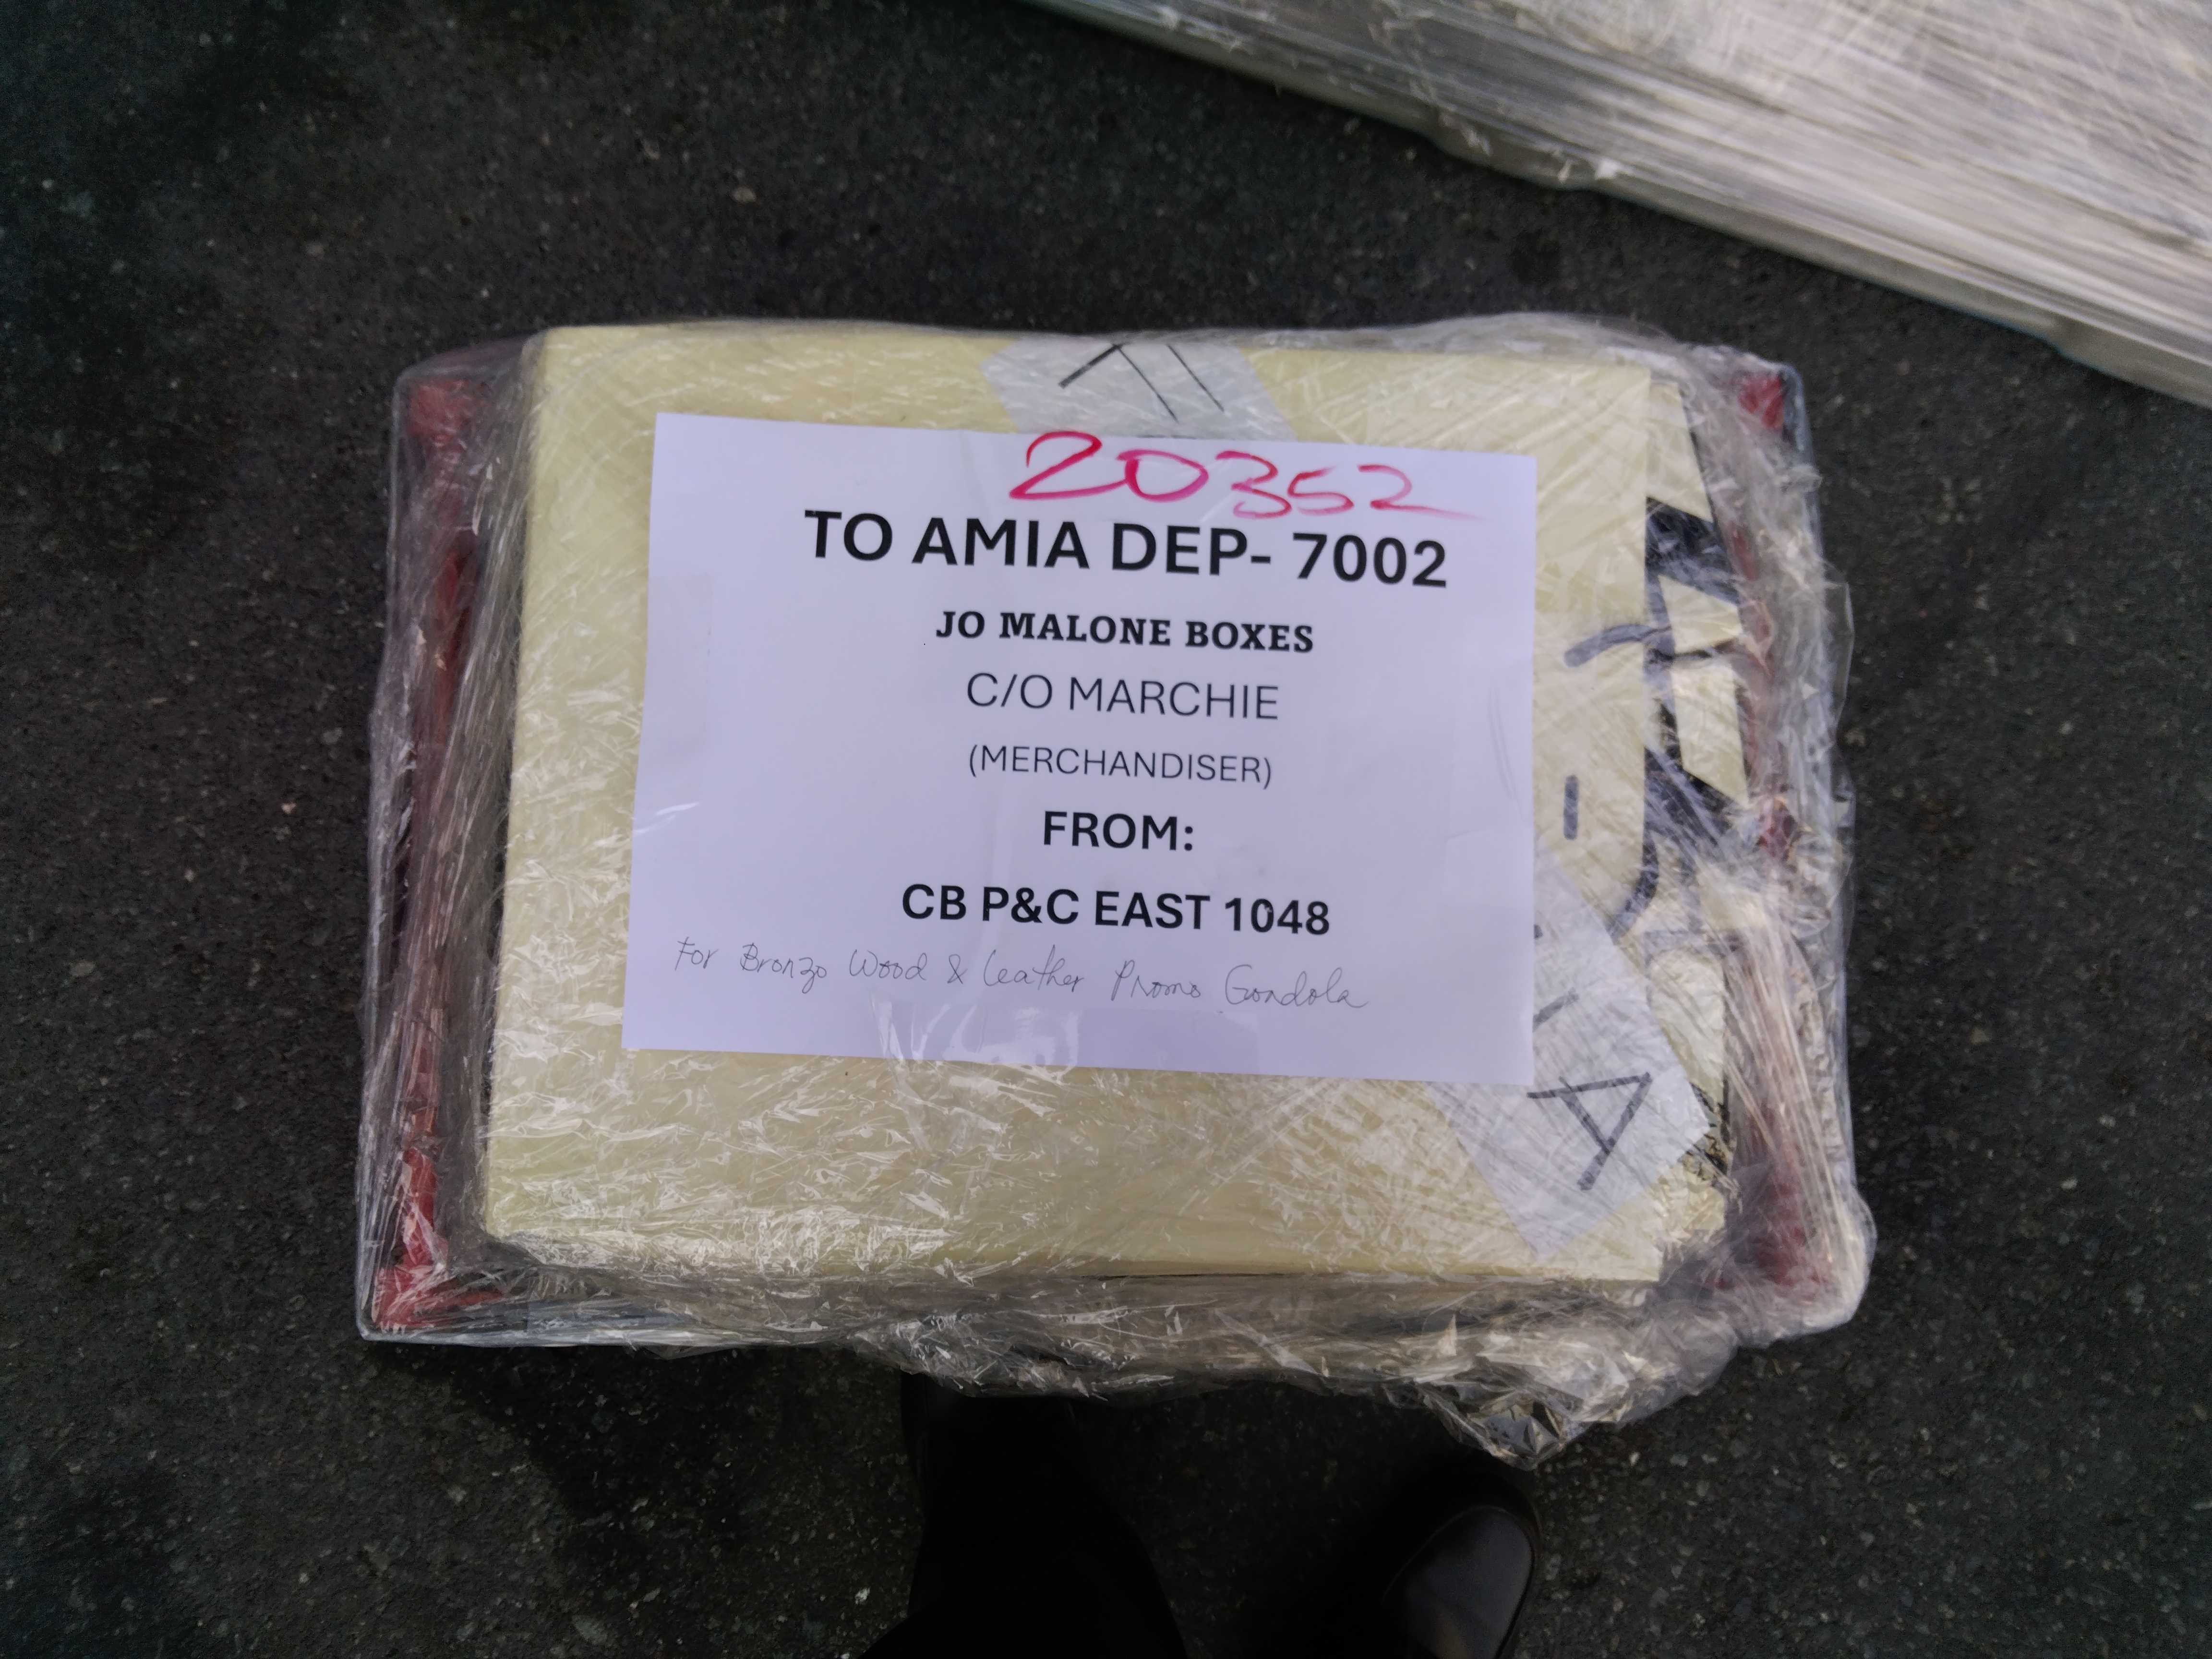 20352
TO AMIA DEP- 7002
JO MALONE BOXES
C/O MARCHIE
(MERCHANDISER)
FROM:
CB P&C EAST 1048
For Bronzo Wood & Leather Promo Gondola